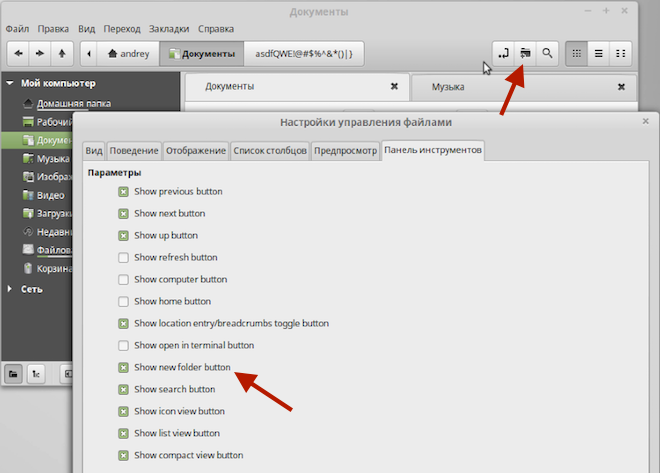 Документы
Файл Правка Вид Переход Закладки Справка
andrey Документы asdfQWE!@#$%^&*()|}
Мой компьютер
Домашняя папка
Рабочий
Докумен
Музыка
Изображ
Видео
Загрузки
Недавни
Файлова
Корзина
Сеть
Документы Музыка
Настройки управления файлами
Вид Поведение Отображение Список столбцов Предпросмотр Панель инструментов
Параметры
Show previous button
Show next button
Show up button
Show refresh button
Show computer button
Show home button
Show location entry/breadcrumbs toggle button
Show open in terminal button
Show new folder button
Show search button
Show icon view button
Show list view button
Show compact view button